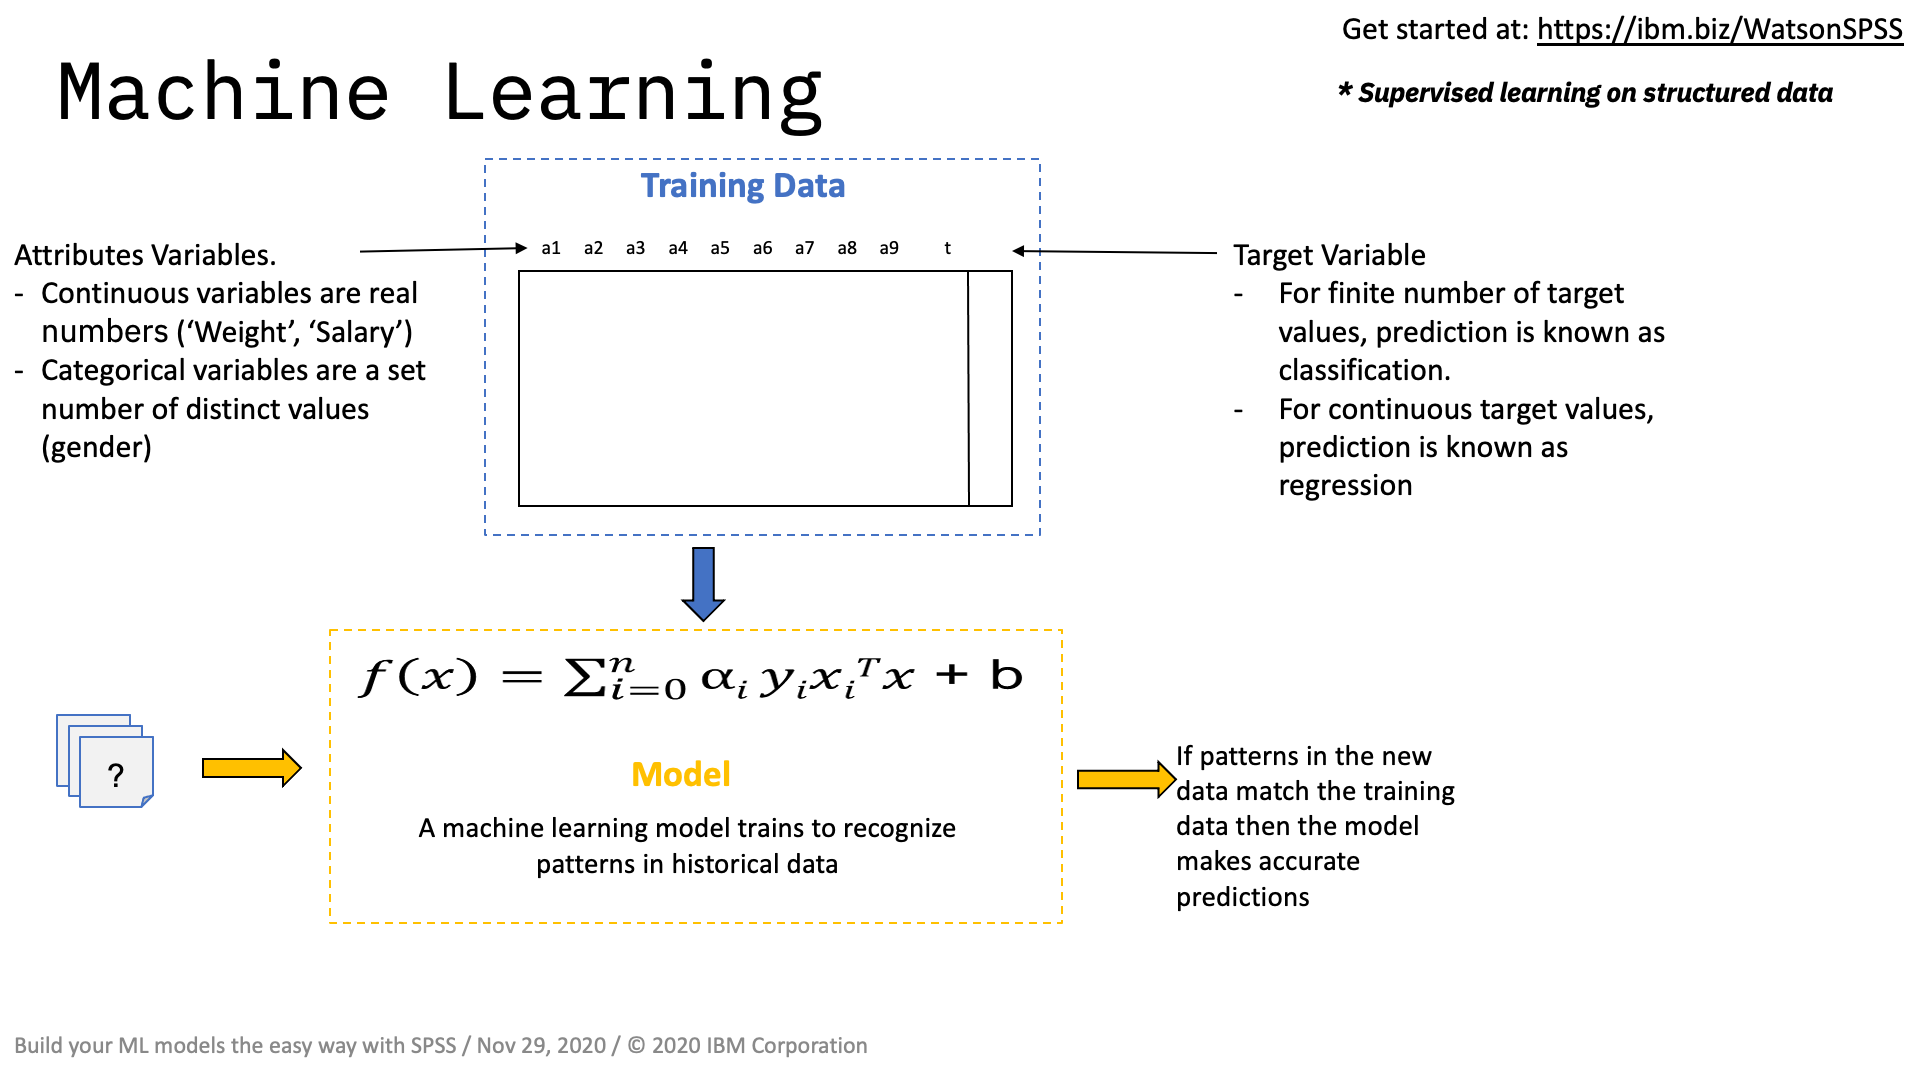 Get started at: https://ibm.biz/WatsonSPSS
Machine Learning
* Supervised learning on structured data
Training Data
a1 a2 a3 a4 a5 a6 a7 a8 a9 t
Attributes Variables.
- Continuous variables are real
numbers (‘Weight’, ‘Salary’)
- Categorical variables are a set
number of distinct values
(gender)
Target Variable
- For finite number of target
values, prediction is known as
classification.
- For continuous target values,
prediction is known as
regression
f(x) = ∑ⁿᵢ₌₀ αᵢ yᵢxᵢᵀx + b
?
Model
A machine learning model trains to recognize
patterns in historical data
If patterns in the new
data match the training
data then the model
makes accurate
predictions
Build your ML models the easy way with SPSS / Nov 29, 2020 / © 2020 IBM Corporation